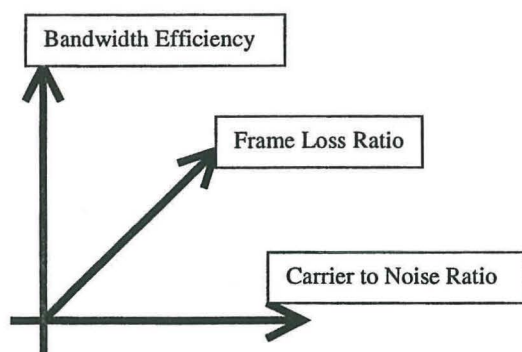 Bandwidth Efficiency
Frame Loss Ratio
Carrier to Noise Ratio